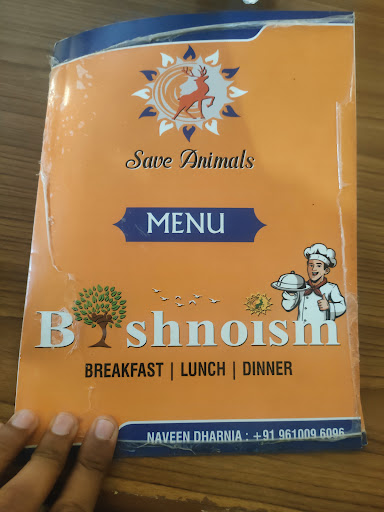 Save Animals
MENU
Bishnoism
BREAKFAST | LUNCH | DINNER
NAVEEN DHARNIA : +91 961009 6096